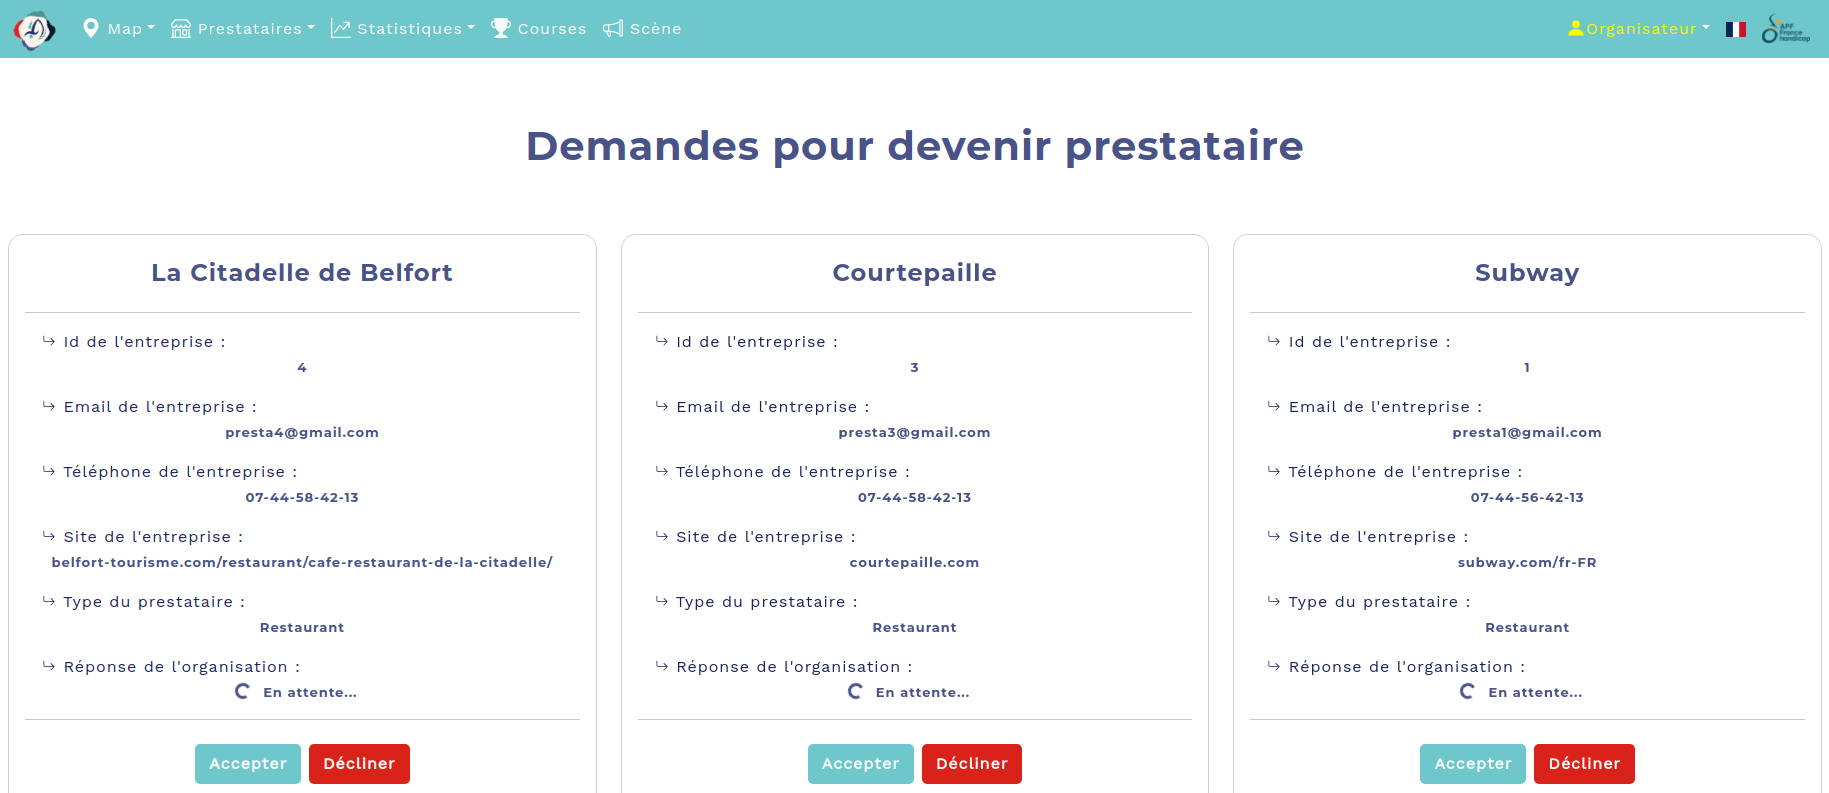 Map Prestataires Statistiques Courses Scène Organisateur
APF
France
handicap
Demandes pour devenir prestataire
La Citadelle de Belfort
Id de l'entreprise :
4
Email de l'entreprise :
presta4@gmail.com
Téléphone de l'entreprise :
07-44-58-42-13
Site de l'entreprise :
belfort-tourisme.com/restaurant/cafe-restaurant-de-la-citadelle/
Type du prestataire :
Restaurant
Réponse de l'organisation :
En attente...
Accepter Décliner
Courtepaille
Id de l'entreprise :
3
Email de l'entreprise :
presta3@gmail.com
Téléphone de l'entreprise :
07-44-58-42-13
Site de l'entreprise :
courtepaille.com
Type du prestataire :
Restaurant
Réponse de l'organisation :
En attente...
Accepter Décliner
Subway
Id de l'entreprise :
1
Email de l'entreprise :
presta1@gmail.com
Téléphone de l'entreprise :
07-44-56-42-13
Site de l'entreprise :
subway.com/fr-FR
Type du prestataire :
Restaurant
Réponse de l'organisation :
En attente...
Accepter Décliner